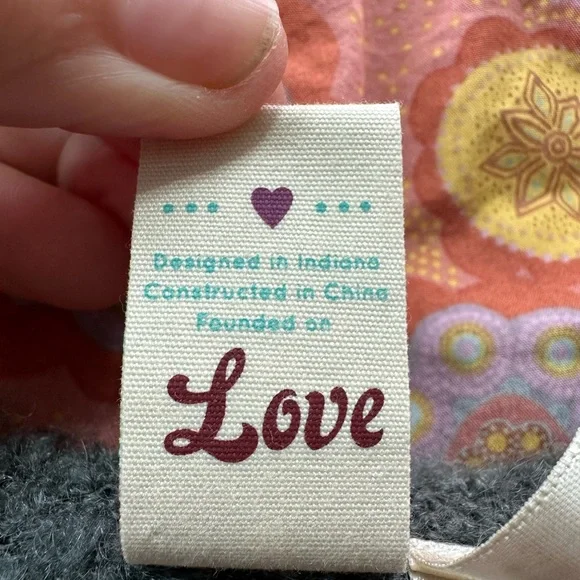 Designed in Indiana
Constructed in China
Founded on
Love